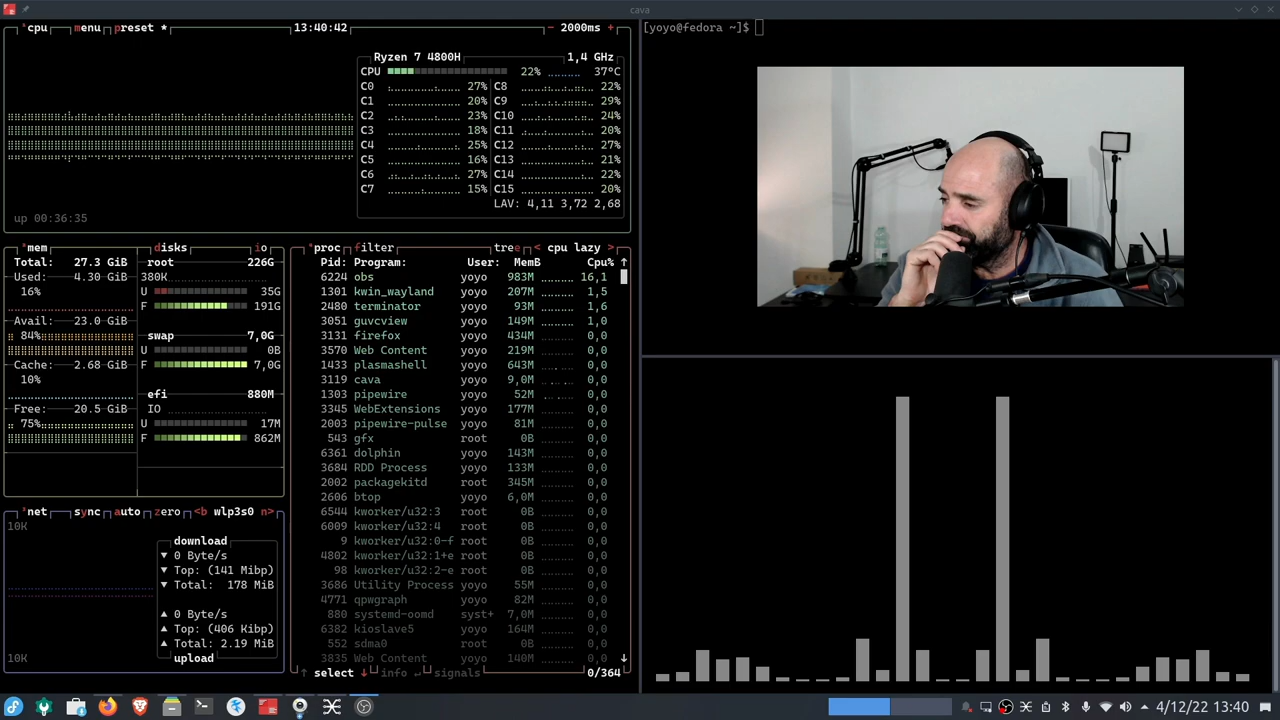 cava
cpu menu preset * 13:40:42 - 2000ms +
Ryzen 7 4800H 1,4 GHz
CPU 22% 37°C
C0 27% C8 22%
C1 20% C9 29%
C2 23% C10 24%
C3 18% C11 20%
C4 25% C12 27%
C5 16% C13 21%
C6 27% C14 22%
C7 15% C15 20%
LAV: 4,11 3,72 2,68
up 00:36:35
mem disks io
Total: 27.3 GiB
Used: 4.30 GiB
16%
Avail: 23.0 GiB
84%
Cache: 2.68 GiB
10%
Free: 20.5 GiB
75%
root 226G
380K
U 35G
F 191G
swap 7,0G
U 0B
F 7,0G
efi 880M
IO
U 17M
F 862M
net sync auto zero <b wlp3s0 n>
10K
download
▼ 0 Byte/s
▼ Top: (141 Mibp)
▼ Total: 178 MiB
▲ 0 Byte/s
▲ Top: (406 Kibp)
▲ Total: 2.19 MiB
10K
upload
proc filter tree < cpu lazy >
Pid: Program: User: MemB Cpu% ↑
6224 obs yoyo 983M 16,1
1301 kwin_wayland yoyo 207M 1,5
2480 terminator yoyo 93M 1,6
3051 guvcview yoyo 149M 1,0
3131 firefox yoyo 434M 0,0
3570 Web Content yoyo 219M 0,0
1433 plasmashell yoyo 643M 0,0
3119 cava yoyo 9,0M 0,0
1303 pipewire yoyo 52M 0,0
3345 WebExtensions yoyo 177M 0,0
2003 pipewire-pulse yoyo 81M 0,0
543 gfx root 0B 0,0
6361 dolphin yoyo 143M 0,0
3684 RDD Process yoyo 133M 0,0
2002 packagekitd root 345M 0,0
2606 btop yoyo 6,0M 0,0
6544 kworker/u32:3 root 0B 0,0
6009 kworker/u32:4 root 0B 0,0
9 kworker/u32:0-f root 0B 0,0
4802 kworker/u32:1+e root 0B 0,0
98 kworker/u32:2-e root 0B 0,0
3686 Utility Process yoyo 55M 0,0
4771 qpwgraph yoyo 82M 0,0
880 systemd-oomd syst+ 7,0M 0,0
6382 kioslave5 yoyo 164M 0,0
552 sdma0 root 0B 0,0
3835 Web Content yoyo 140M 0,0 ↓
↑ select ↓ info ↵ signals 0/364
[yoyo@fedora ~]$
4/12/22 13:40